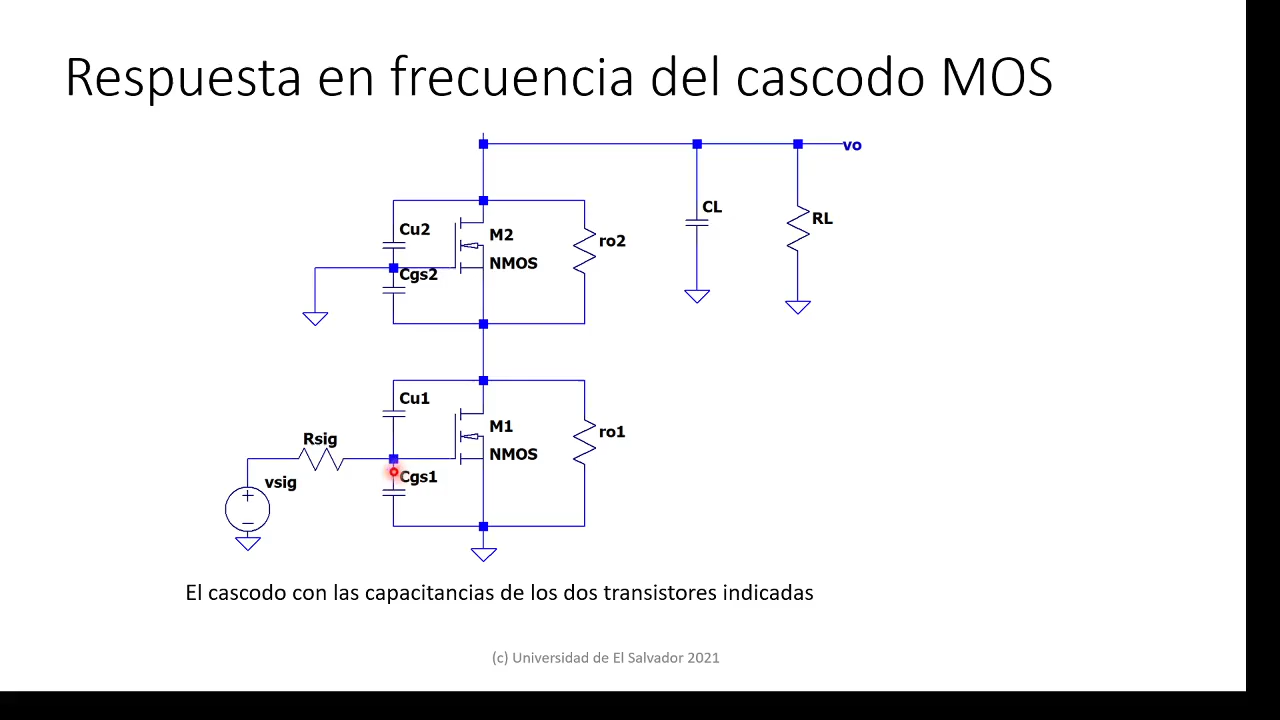 Respuesta en frecuencia del cascodo MOS
vo
CL
RL
Cu2
M2
ro2
NMOS
Cgs2
Cu1
M1
ro1
NMOS
Rsig
vsig
Cgs1
El cascodo con las capacitancias de los dos transistores indicadas
(c) Universidad de El Salvador 2021